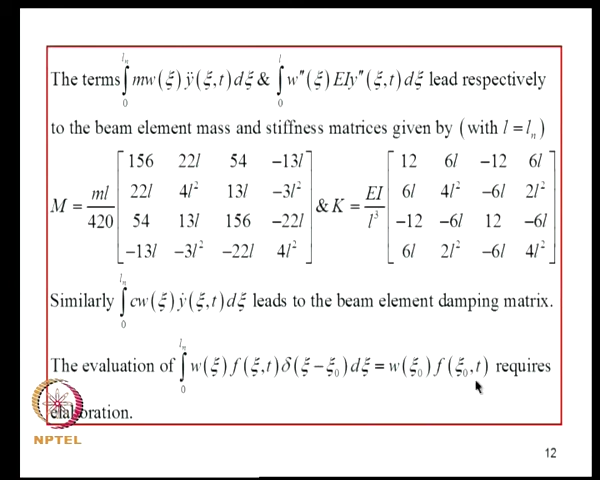 The terms ∫₀^{lₙ} mw(ξ)ÿ(ξ,t)dξ & ∫₀^{l} w″(ξ)EIy″(ξ,t)dξ lead respectively
to the beam element mass and stiffness matrices given by (with l = lₙ)
M = ml/420 [156 22l 54 −13l; 22l 4l² 13l −3l²; 54 13l 156 −22l; −13l −3l² −22l 4l²] & K = EI/l³ [12 6l −12 6l; 6l 4l² −6l 2l²; −12 −6l 12 −6l; 6l 2l² −6l 4l²]
Similarly ∫₀^{lₙ} cw(ξ)ẏ(ξ,t)dξ leads to the beam element damping matrix.
The evaluation of ∫₀^{lₙ} w(ξ)f(ξ,t)δ(ξ−ξ₀)dξ = w(ξ₀)f(ξ₀,t) requires
elaboration.
NPTEL
12